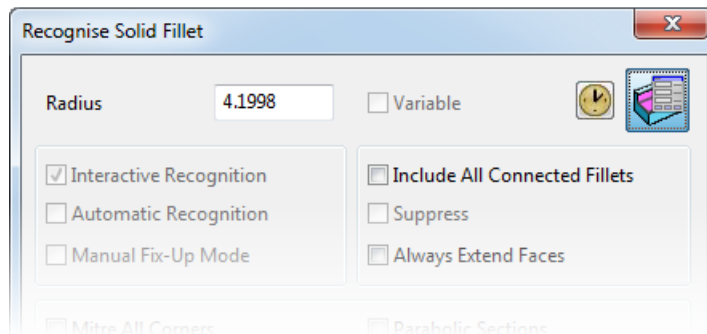 Recognise Solid Fillet
Radius 4.1998 Variable
Interactive Recognition
Automatic Recognition
Manual Fix-Up Mode
Include All Connected Fillets
Suppress
Always Extend Faces
Mitre All Corners
Parabolic Sections